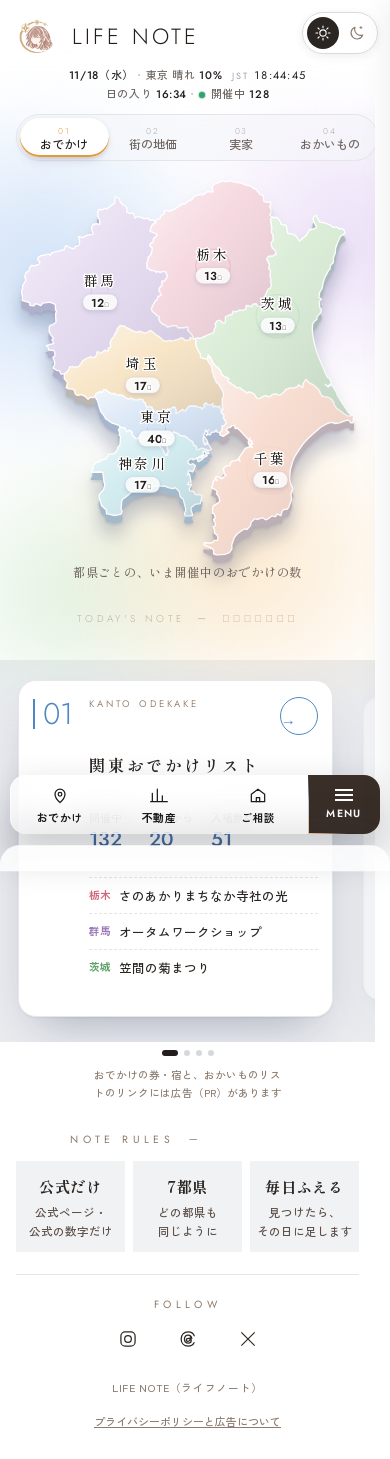 LIFE NOTE
11/18（水） · 東京 晴れ 10% JST 18:44:45
日の入り 16:34 · 開催中 128
01
おでかけ
02
街の地価
03
実家
04
おかいもの
栃木
13
群馬
12
茨城
13
埼玉
17
東京
40
神奈川
17
千葉
16
都県ごとの、いま開催中のおでかけの数
TODAY'S NOTE —
01
KANTO ODEKAKE
→
関東おでかけリスト
おでかけ
不動産
ご相談
MENU
132
20
51
栃木 さのあかりまちなか寺社の光
群馬 オータムワークショップ
茨城 笠間の菊まつり
おでかけの券・宿と、おかいものリス
トのリンクには広告（PR）があります
NOTE RULES —
公式だけ
公式ページ・
公式の数字だけ
7都県
どの都県も
同じように
毎日ふえる
見つけたら、
その日に足します
FOLLOW
LIFE NOTE（ライフノート）
プライバシーポリシーと広告について